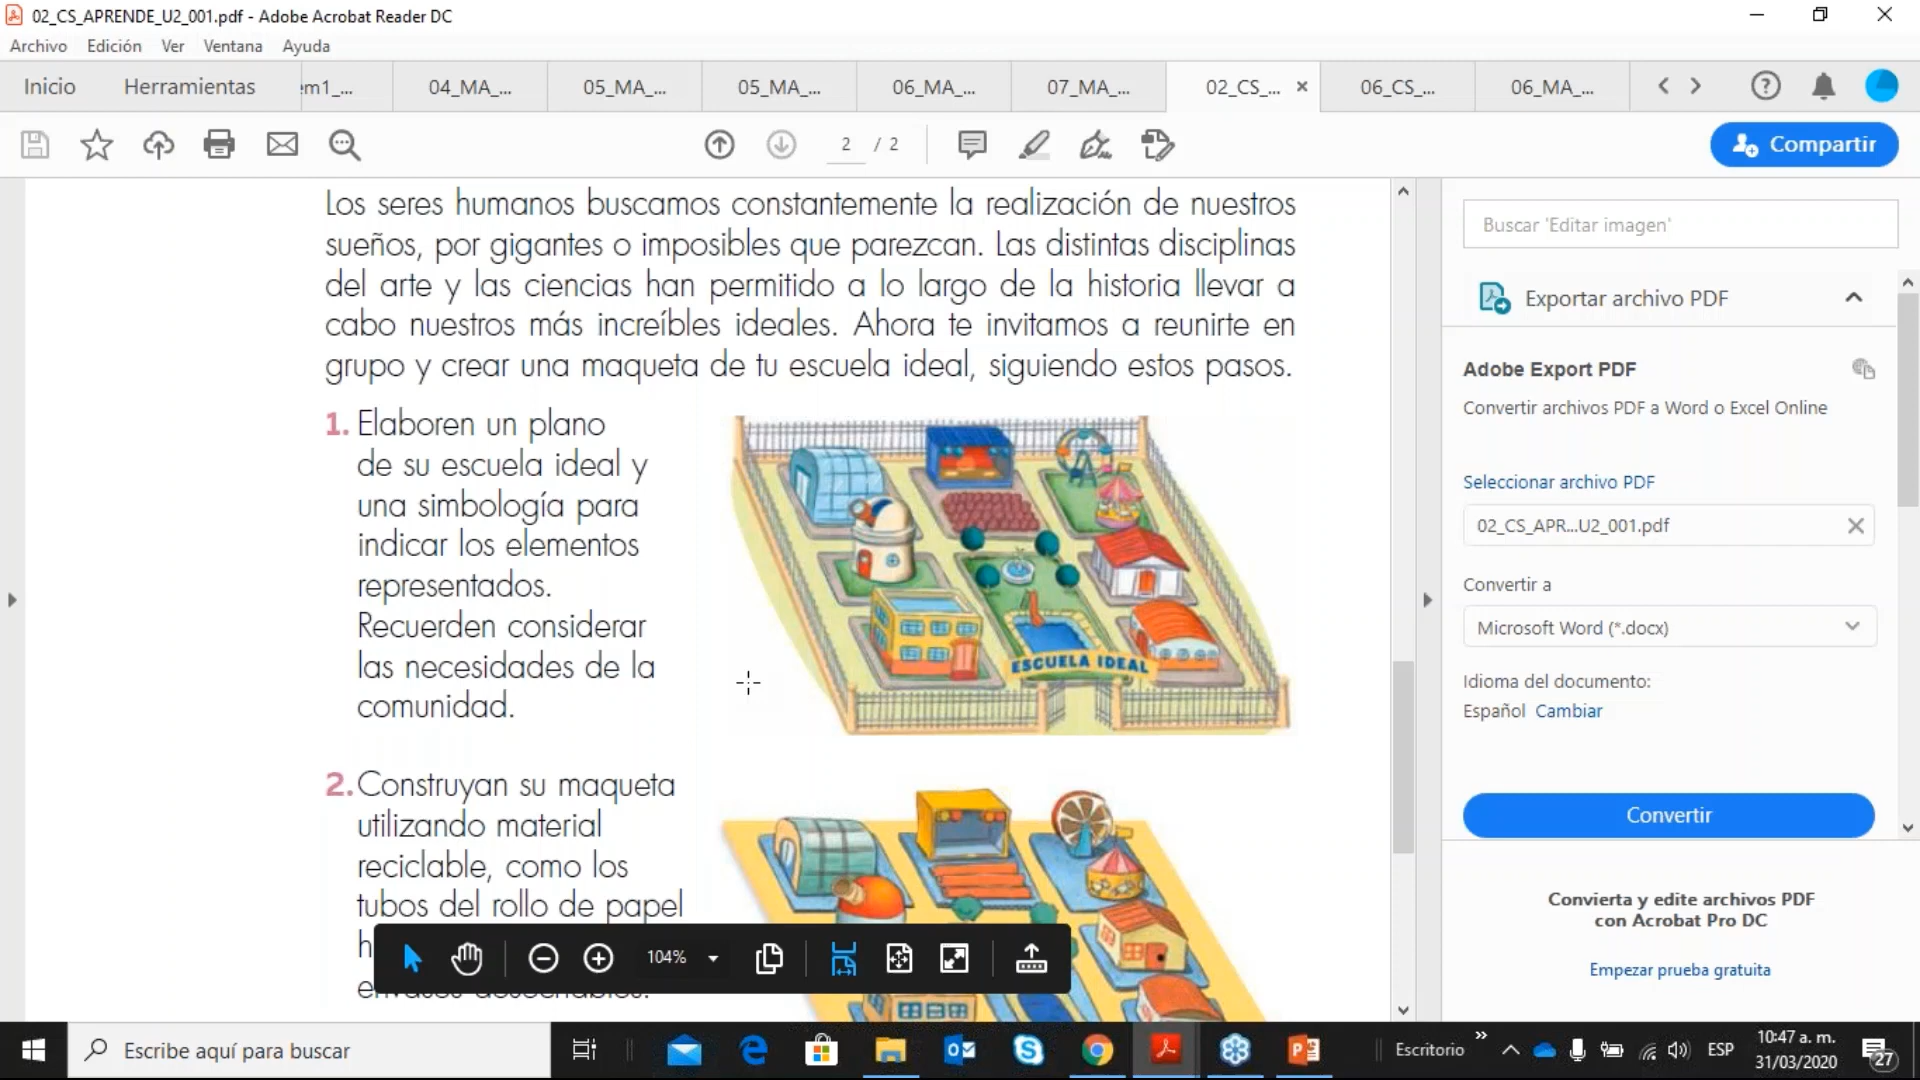 02_CS_APRENDE_U2_001.pdf - Adobe Acrobat Reader DC
Archivo Edición Ver Ventana Ayuda
Inicio Herramientas :m1_... 04_MA_... 05_MA_... 05_MA_... 06_MA_... 07_MA_... 02_CS_... 06_CS_... 06_MA_...
2 / 2
Compartir
Los seres humanos buscamos constantemente la realización de nuestros
sueños, por gigantes o imposibles que parezcan. Las distintas disciplinas
del arte y las ciencias han permitido a lo largo de la historia llevar a
cabo nuestros más increíbles ideales. Ahora te invitamos a reunirte en
grupo y crear una maqueta de tu escuela ideal, siguiendo estos pasos.
1. Elaboren un plano
de su escuela ideal y
una simbología para
indicar los elementos
representados.
Recuerden considerar
las necesidades de la
comunidad.
ESCUELA IDEAL
2. Construyan su maqueta
utilizando material
reciclable, como los
tubos del rollo de papel
104%
Buscar 'Editar imagen'
Exportar archivo PDF
Adobe Export PDF
Convertir archivos PDF a Word o Excel Online
Seleccionar archivo PDF
02_CS_APR...U2_001.pdf
Convertir a
Microsoft Word (*.docx)
Idioma del documento:
Español Cambiar
Convertir
Convierta y edite archivos PDF
con Acrobat Pro DC
Empezar prueba gratuita
Escribe aquí para buscar
Escritorio
ESP
10:47 a. m.
31/03/2020
27